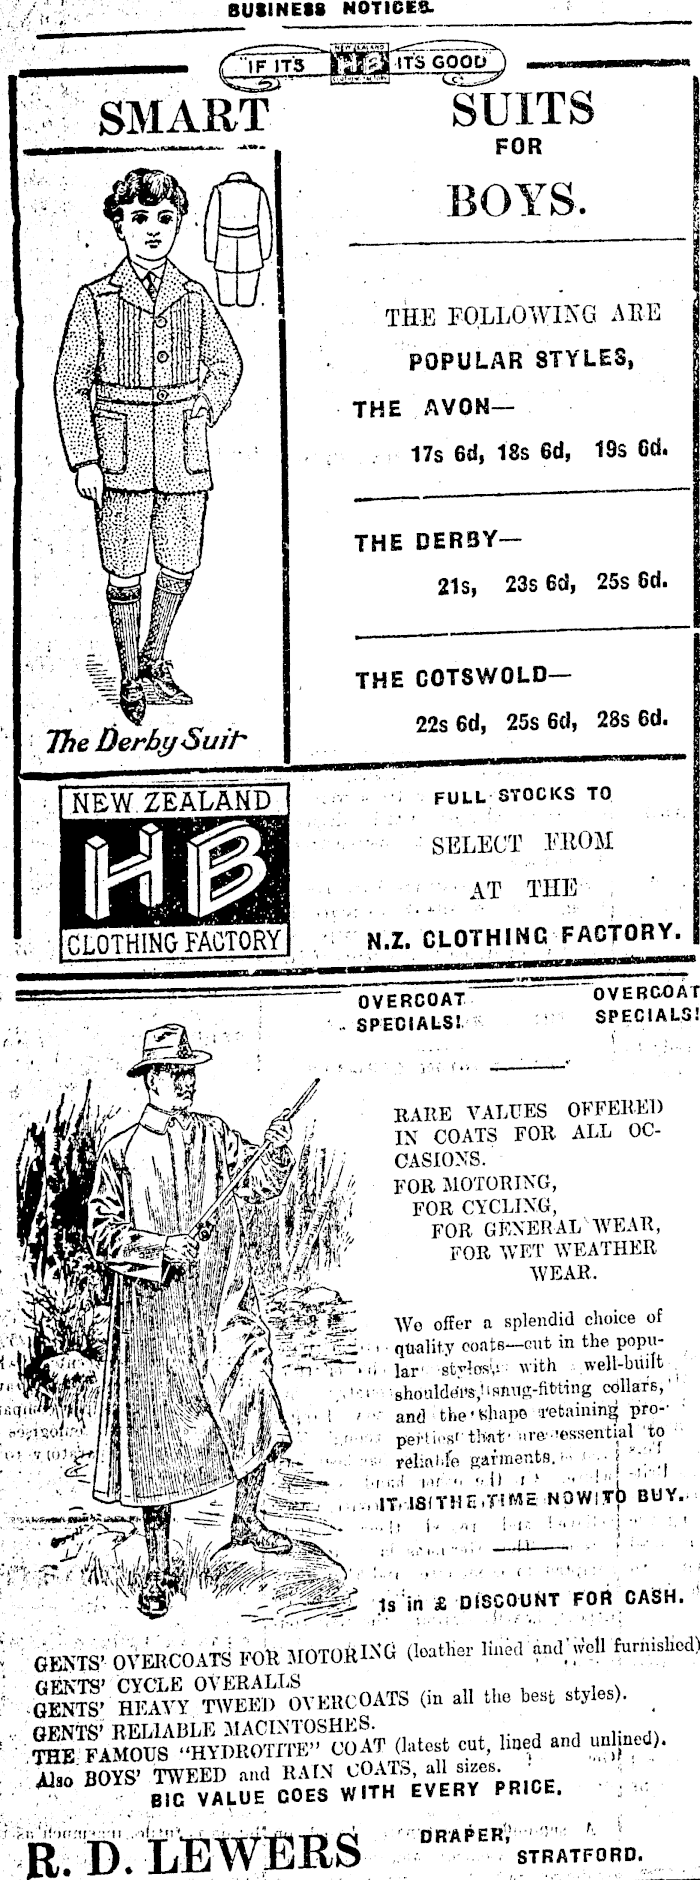 BUSINESS NOTICES.
IF IT'S NEW ZEALAND HB CLOTHING FACTORY IT'S GOOD
SMART
SUITS
FOR
BOYS.
THE FOLLOWING ARE
POPULAR STYLES,
THE AVON—
17s 6d, 18s 6d, 19s 6d.
THE DERBY—
21s, 23s 6d, 25s 6d.
THE COTSWOLD—
22s 6d, 25s 6d, 28s 6d.
The Derby Suit
NEW ZEALAND
HB
CLOTHING FACTORY
FULL STOCKS TO
SELECT FROM
AT THE
N.Z. CLOTHING FACTORY.
OVERCOAT OVERCOAT
SPECIALS! SPECIALS!
RARE VALUES OFFERED
IN COATS FOR ALL OC-
CASIONS.
FOR MOTORING,
FOR CYCLING,
FOR GENERAL WEAR,
FOR WET WEATHER
WEAR.
We offer a splendid choice of
quality coats—cut in the popu-
lar styles, with well-built
shoulders, snug-fitting collars,
and the shape retaining pro-
perties that are essential to
reliable garments.
IT IS THE TIME NOW TO BUY.
1s in £ DISCOUNT FOR CASH.
GENTS' OVERCOATS FOR MOTORING (leather lined and well furnished)
GENTS' CYCLE OVERALLS
GENTS' HEAVY TWEED OVERCOATS (in all the best styles).
GENTS' RELIABLE MACINTOSHES.
THE FAMOUS "HYDROTITE" COAT (latest cut, lined and unlined).
Also BOYS' TWEED and RAIN COATS, all sizes.
BIG VALUE GOES WITH EVERY PRICE.
R. D. LEWERS
DRAPER,
STRATFORD.